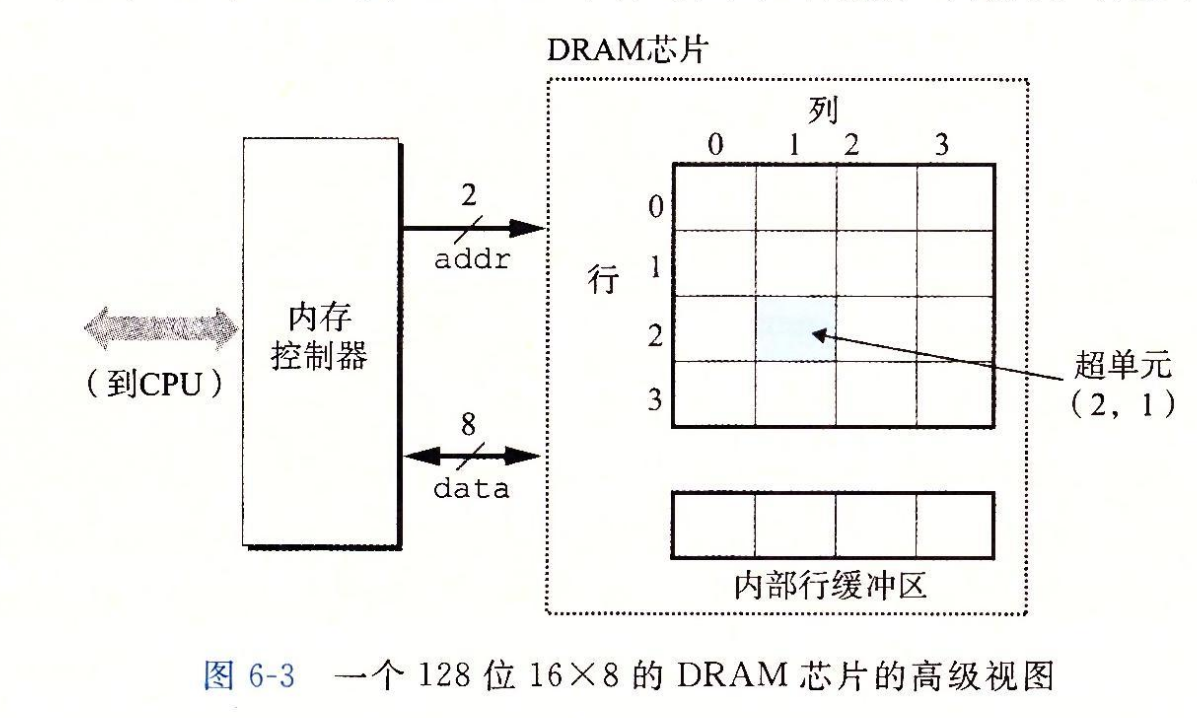 DRAM芯片
列
0 1 2 3
0
1
2
3
行
2
addr
内存
控制器
(到CPU)
8
data
超单元
(2, 1)
内部行缓冲区
图 6-3 一个 128 位 16×8 的 DRAM 芯片的高级视图